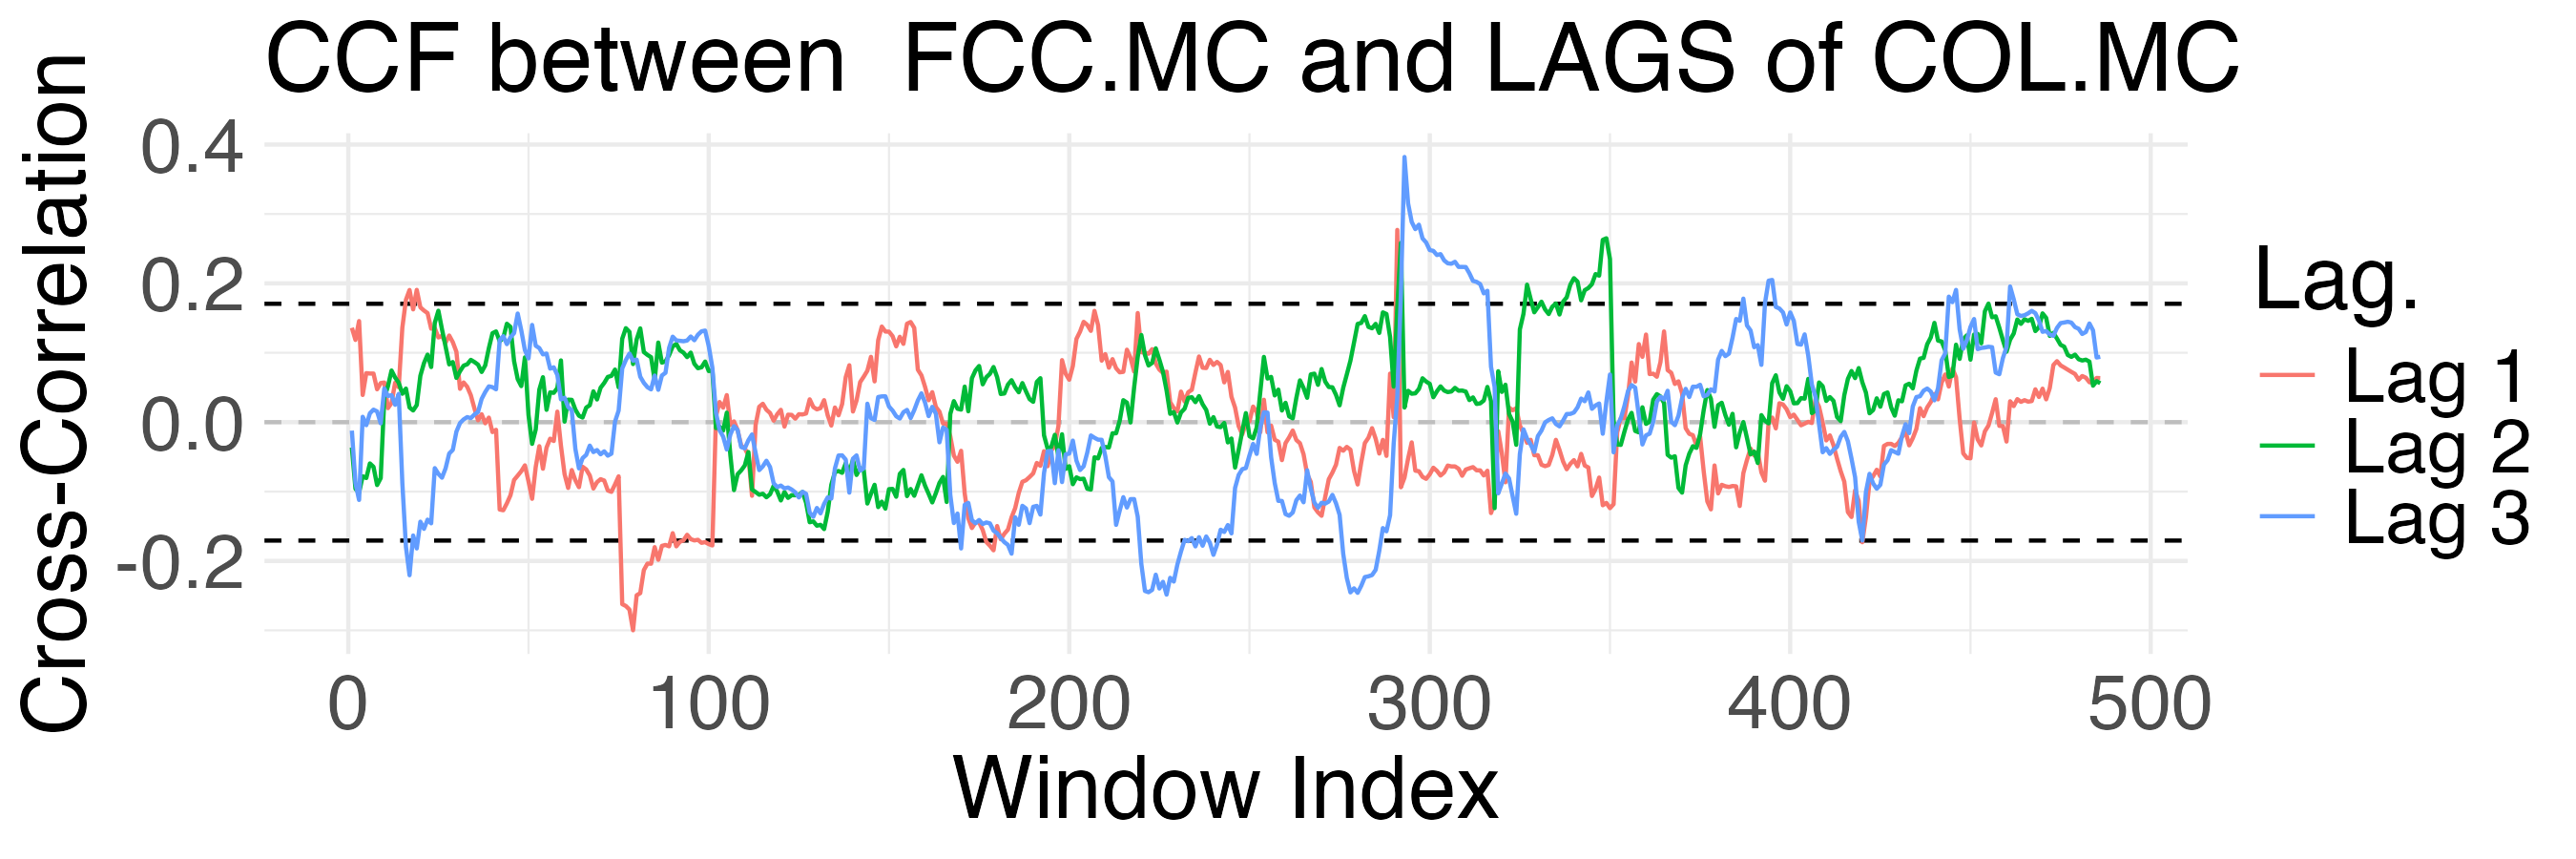 CCF between  FCC.MC and LAGS of COL.MC
Cross-Correlation
0.4
0.2
0.0
-0.2
0 100 200 300 400 500
Window Index
Lag.
Lag 1
Lag 2
Lag 3